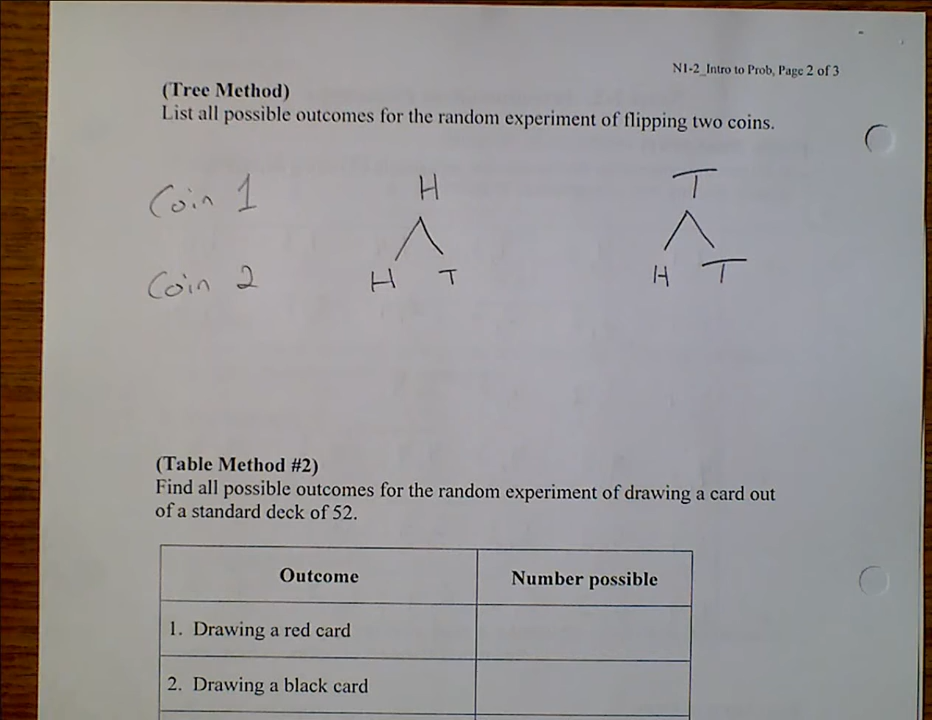 N1-2_Intro to Prob, Page 2 of 3
(Tree Method)
List all possible outcomes for the random experiment of flipping two coins.
Coin 1 H T
Coin 2 H T H T
(Table Method #2)
Find all possible outcomes for the random experiment of drawing a card out
of a standard deck of 52.
Outcome Number possible
1. Drawing a red card
2. Drawing a black card